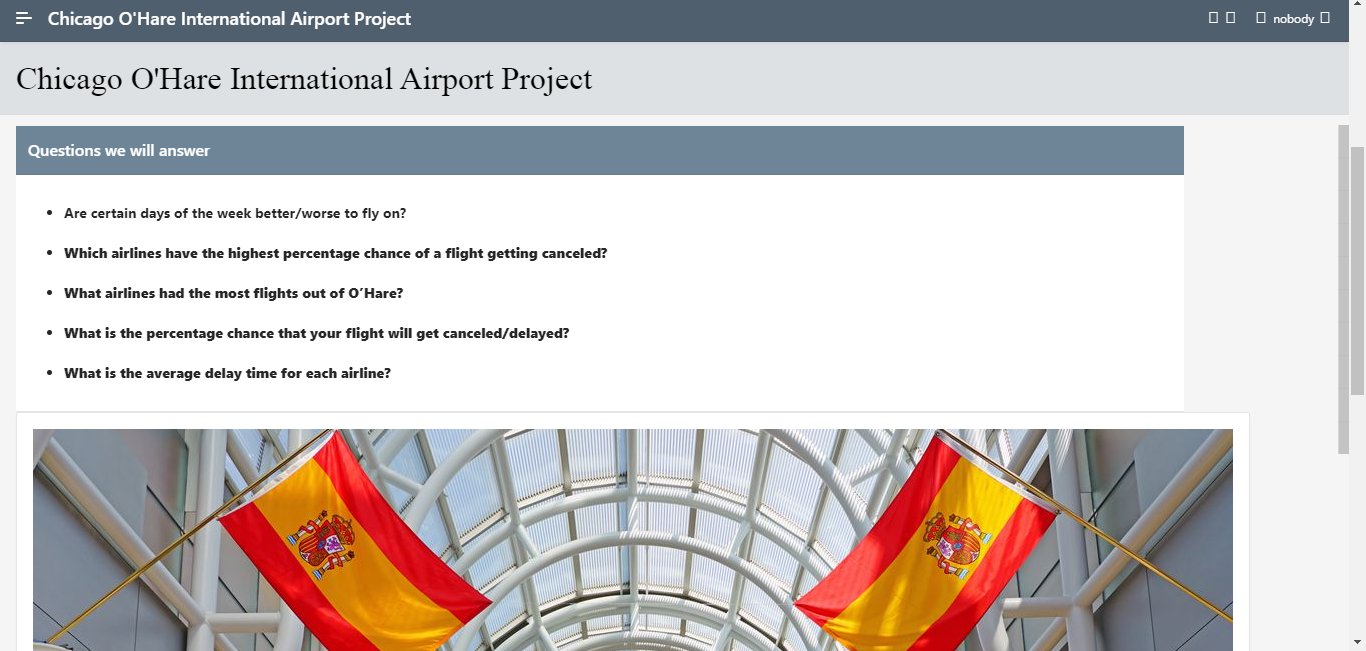 Chicago O'Hare International Airport Project
nobody
Chicago O'Hare International Airport Project
Questions we will answer
Are certain days of the week better/worse to fly on?
Which airlines have the highest percentage chance of a flight getting canceled?
What airlines had the most flights out of O’Hare?
What is the percentage chance that your flight will get canceled/delayed?
What is the average delay time for each airline?